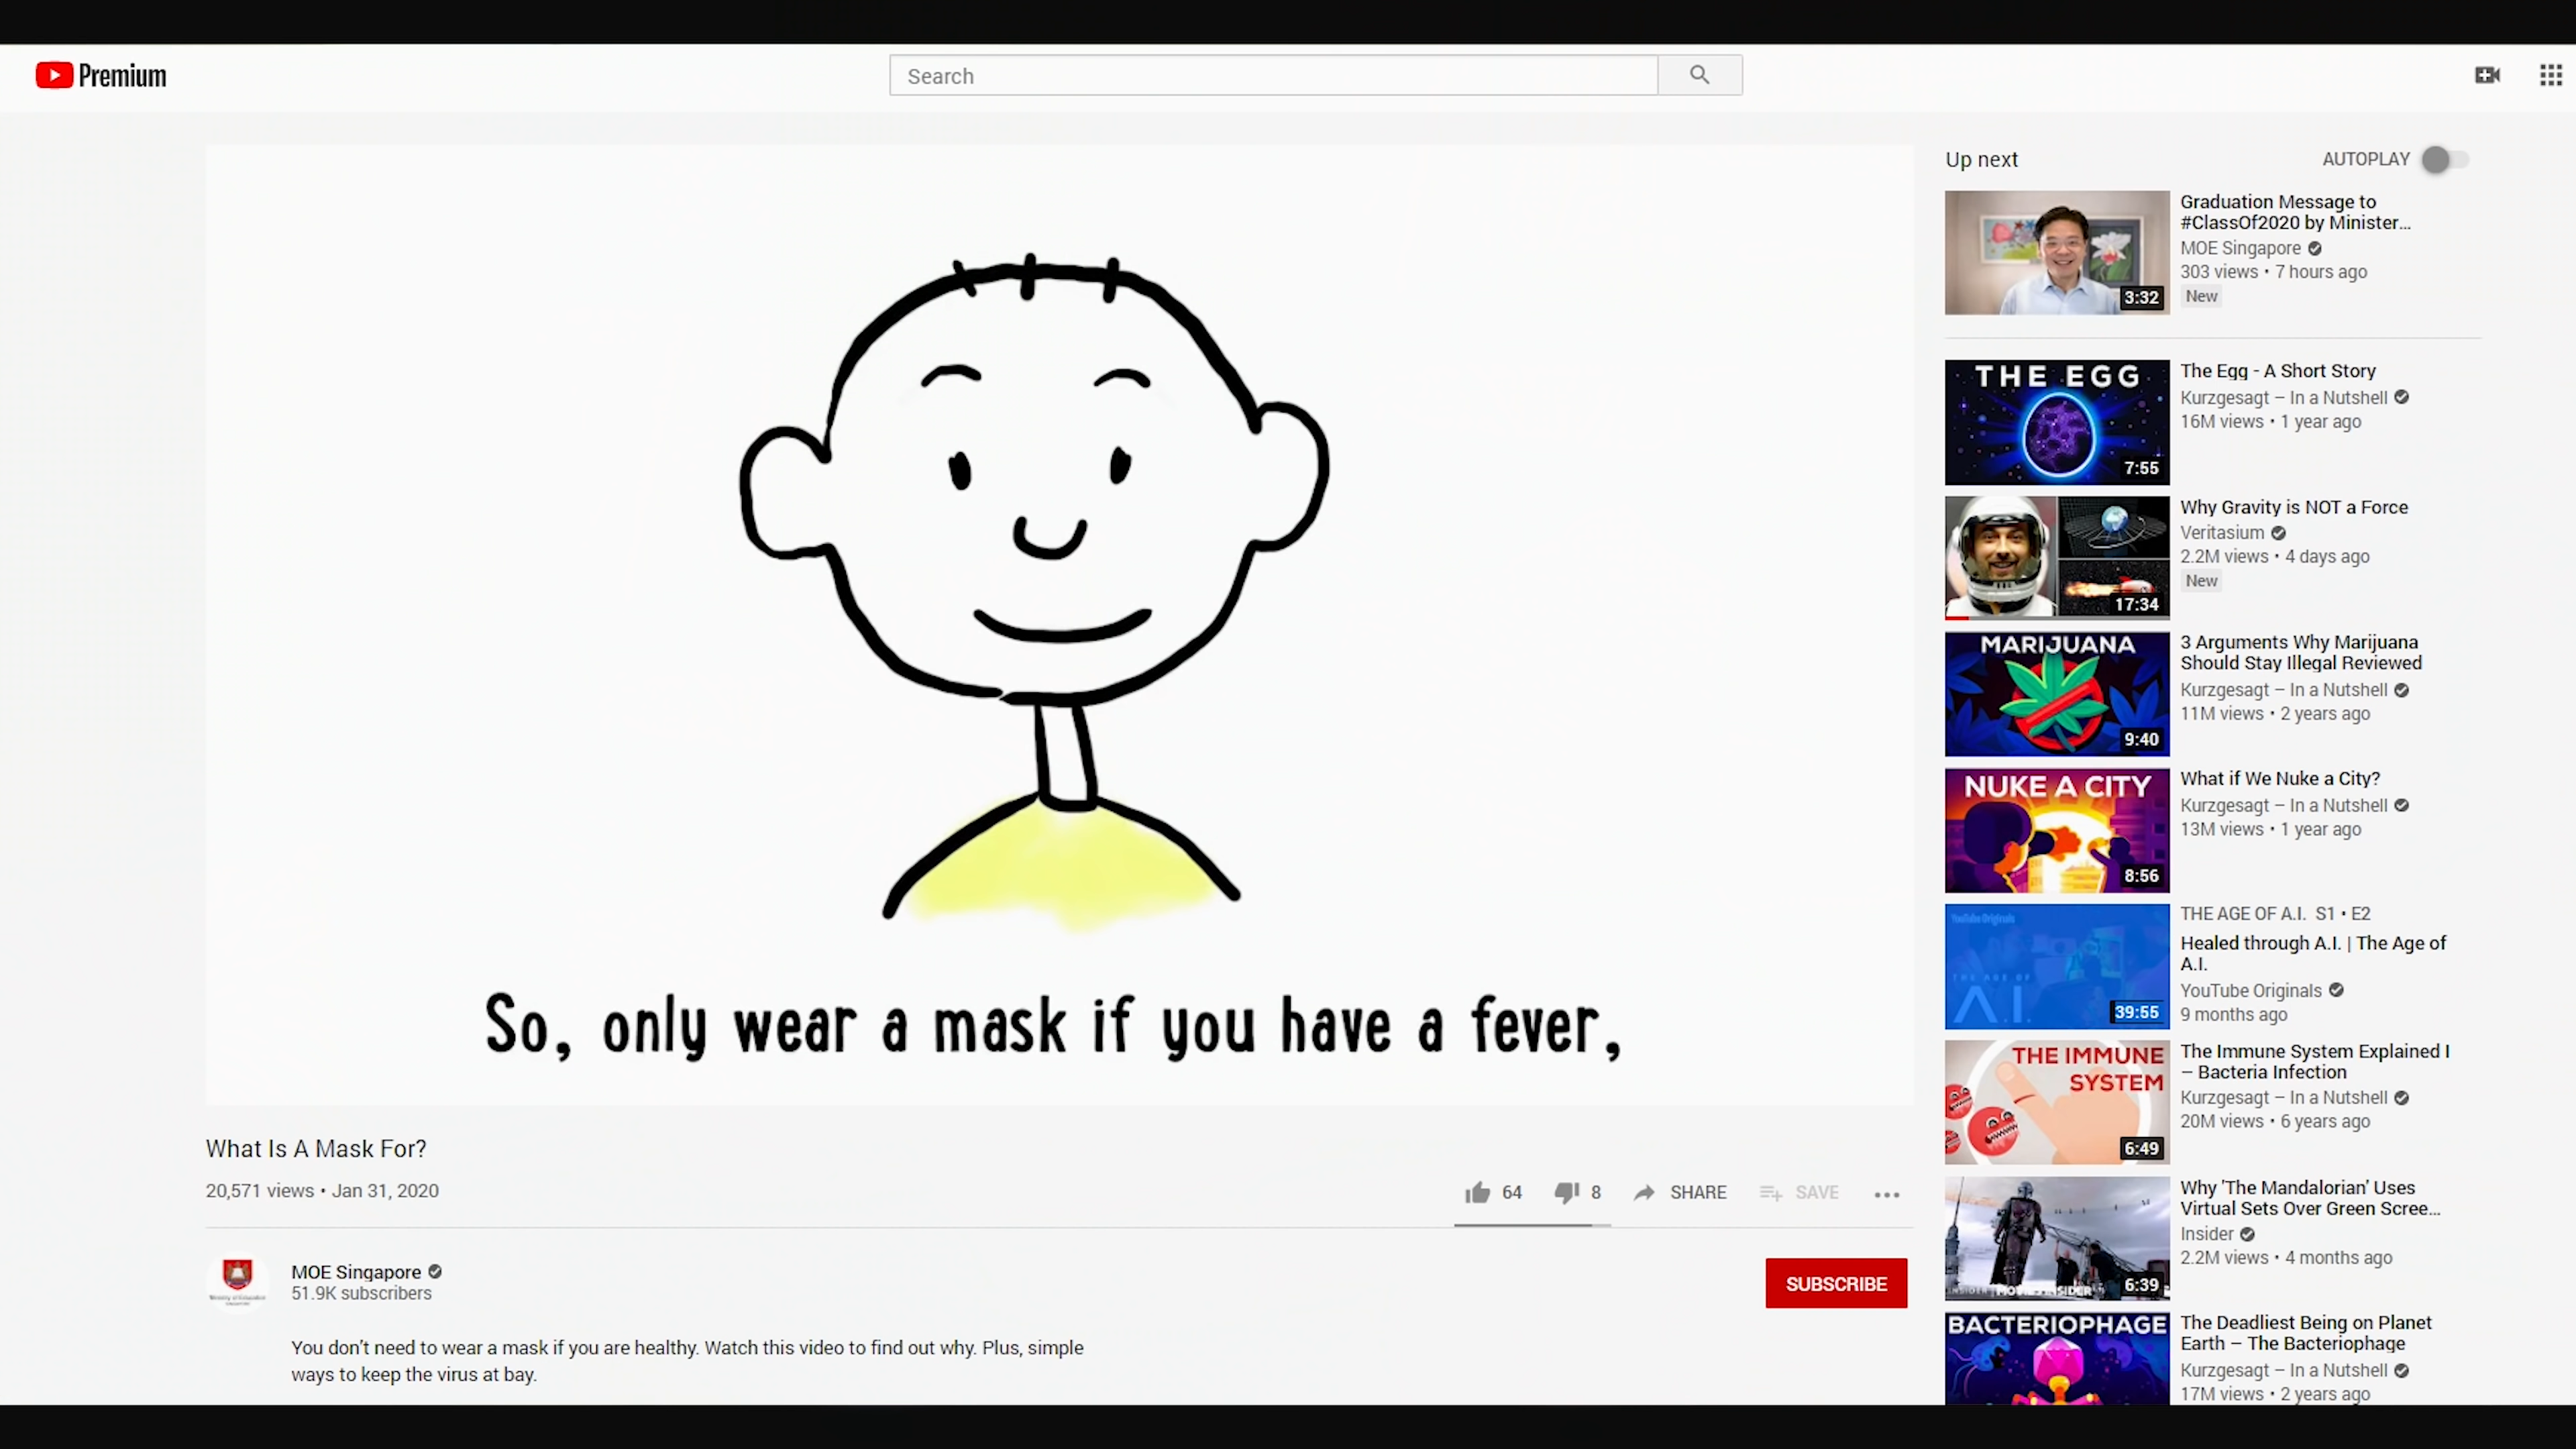 Premium
Search
So, only wear a mask if you have a fever,
What Is A Mask For?
20,571 views • Jan 31, 2020
64
8
SHARE
SAVE
MOE Singapore
51.9K subscribers
SUBSCRIBE
You don't need to wear a mask if you are healthy. Watch this video to find out why. Plus, simple
ways to keep the virus at bay.
Up next
AUTOPLAY
3:32
Graduation Message to
#ClassOf2020 by Minister...
MOE Singapore
303 views • 7 hours ago
New
THE EGG
7:55
The Egg - A Short Story
Kurzgesagt – In a Nutshell
16M views • 1 year ago
17:34
Why Gravity is NOT a Force
Veritasium
2.2M views • 4 days ago
New
MARIJUANA
9:40
3 Arguments Why Marijuana
Should Stay Illegal Reviewed
Kurzgesagt – In a Nutshell
11M views • 2 years ago
NUKE A CITY
8:56
What if We Nuke a City?
Kurzgesagt – In a Nutshell
13M views • 1 year ago
YouTube Originals
THE AGE OF
A.I.
39:55
THE AGE OF A.I. S1 • E2
Healed through A.I. | The Age of
A.I.
YouTube Originals
9 months ago
THE IMMUNE
SYSTEM
6:49
The Immune System Explained I
– Bacteria Infection
Kurzgesagt – In a Nutshell
20M views • 6 years ago
6:39
Why 'The Mandalorian' Uses
Virtual Sets Over Green Scree...
Insider
2.2M views • 4 months ago
BACTERIOPHAGE
The Deadliest Being on Planet
Earth – The Bacteriophage
Kurzgesagt – In a Nutshell
17M views • 2 years ago